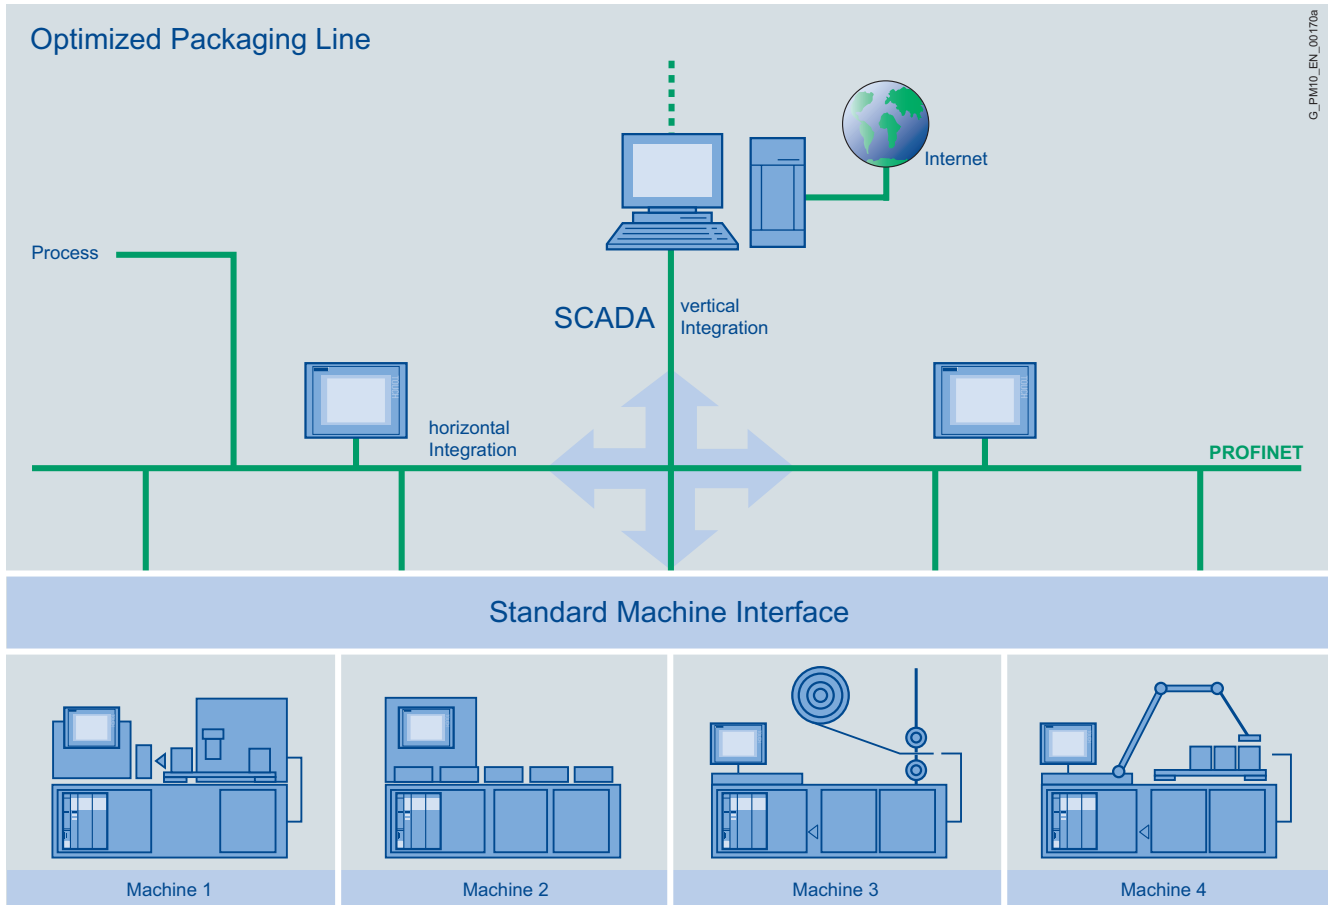 Optimized Packaging Line
G_PM10_EN_00170a
Internet
Process
SCADA
vertical
Integration
horizontal
Integration
PROFINET
Standard Machine Interface
Machine 1
Machine 2
Machine 3
Machine 4